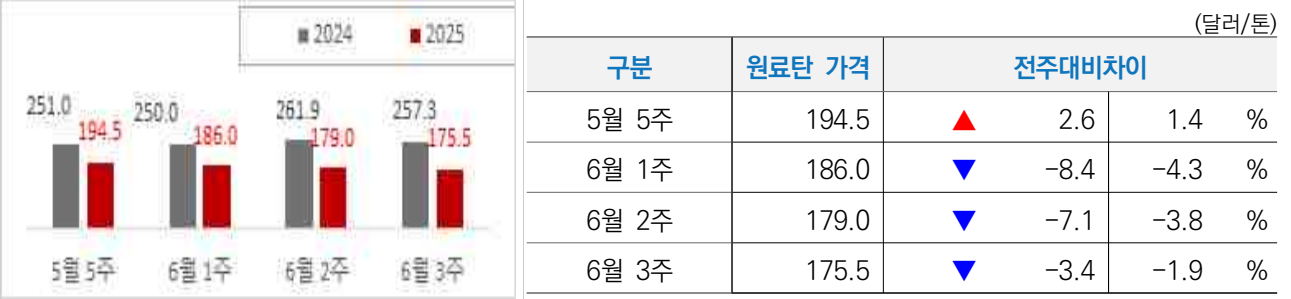 2024 2025
251.0 194.5 250.0 186.0 261.9 179.0 257.3 175.5
5월 5주 6월 1주 6월 2주 6월 3주
(달러/톤)
구분 원료탄 가격 전주대비차이
5월 5주 194.5 ▲ 2.6 1.4 %
6월 1주 186.0 ▼ -8.4 -4.3 %
6월 2주 179.0 ▼ -7.1 -3.8 %
6월 3주 175.5 ▼ -3.4 -1.9 %